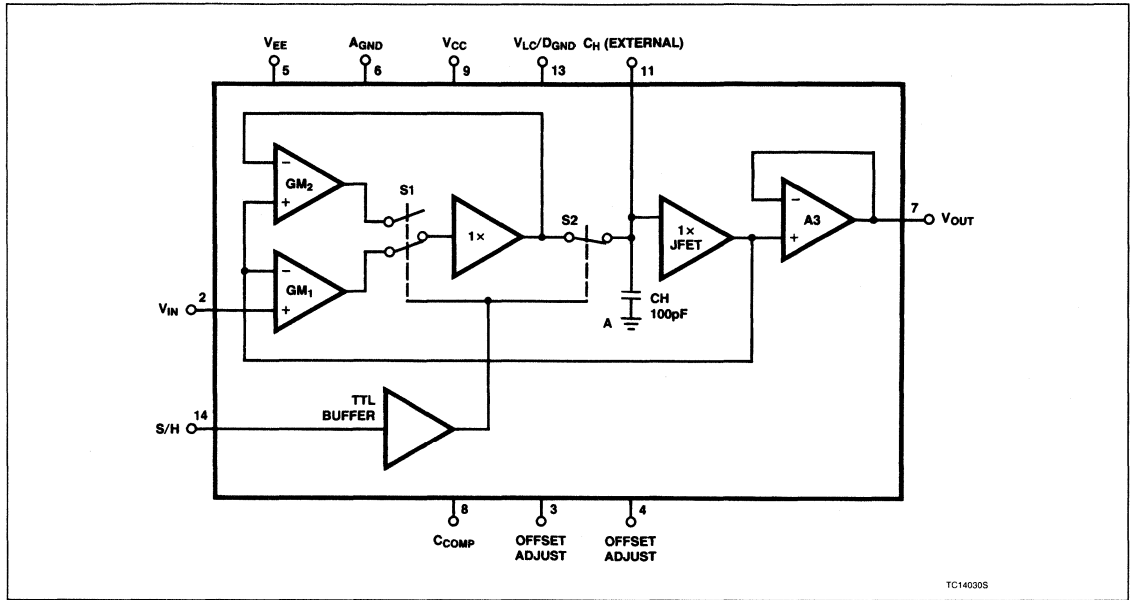 VEE AGND VCC VLC/DGND CH (EXTERNAL)
5 6 9 13 11
− GM2 +
S1
1×
S2
1×
JFET
− A3 +
7 VOUT
− GM1 +
VIN 2
CH
100pF
A
TTL
BUFFER
S/H 14
8 3 4
CCOMP OFFSET OFFSET
ADJUST ADJUST
TC14030S